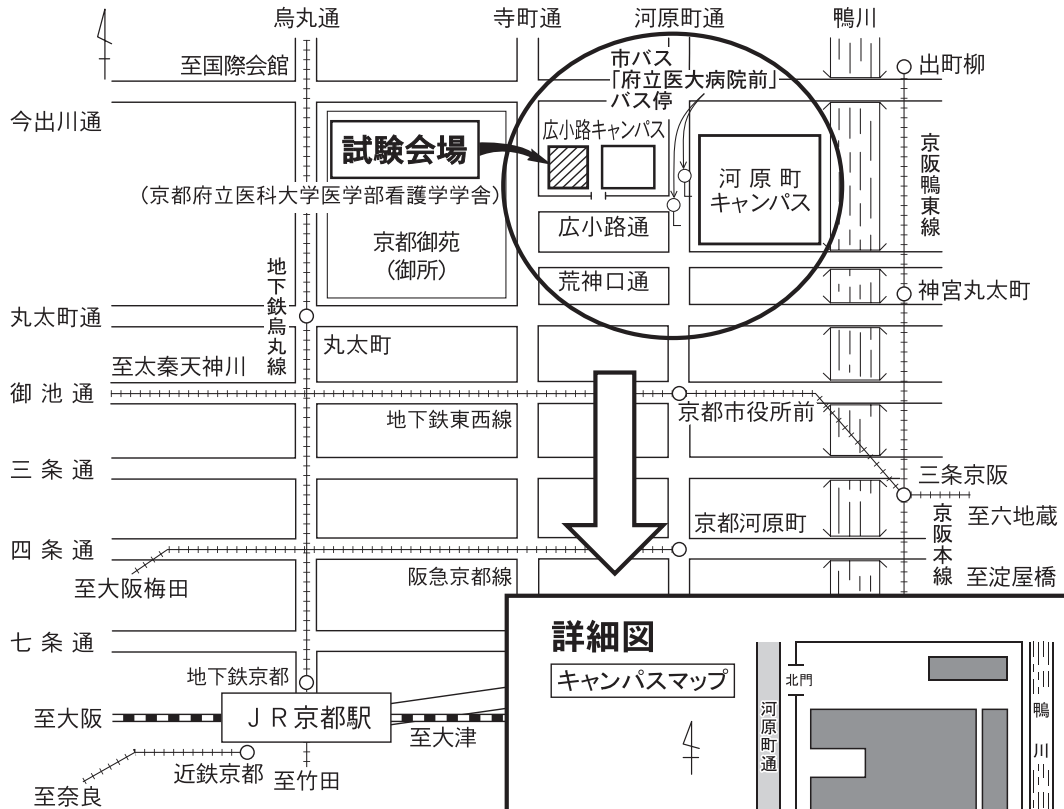 烏丸通
寺町通
河原町通
鴨川
至国際会館
市バス
「府立医大病院前」
バス停
出町柳
今出川通
試験会場
広小路キャンパス
京阪鴨東線
河原町
キャンパス
(京都府立医科大学医学部看護学学舎)
広小路通
京都御苑
(御所)
地下鉄烏丸線
荒神口通
神宮丸太町
丸太町通
丸太町
至太秦天神川
御池通
地下鉄東西線
京都市役所前
三条通
三条京阪
京都河原町
京阪本線
至六地蔵
四条通
至大阪梅田
阪急京都線
至淀屋橋
七条通
詳細図
地下鉄京都
キャンパスマップ
北門
至大阪
JR京都駅
至大津
河原町通
鴨川
近鉄京都
至竹田
至奈良